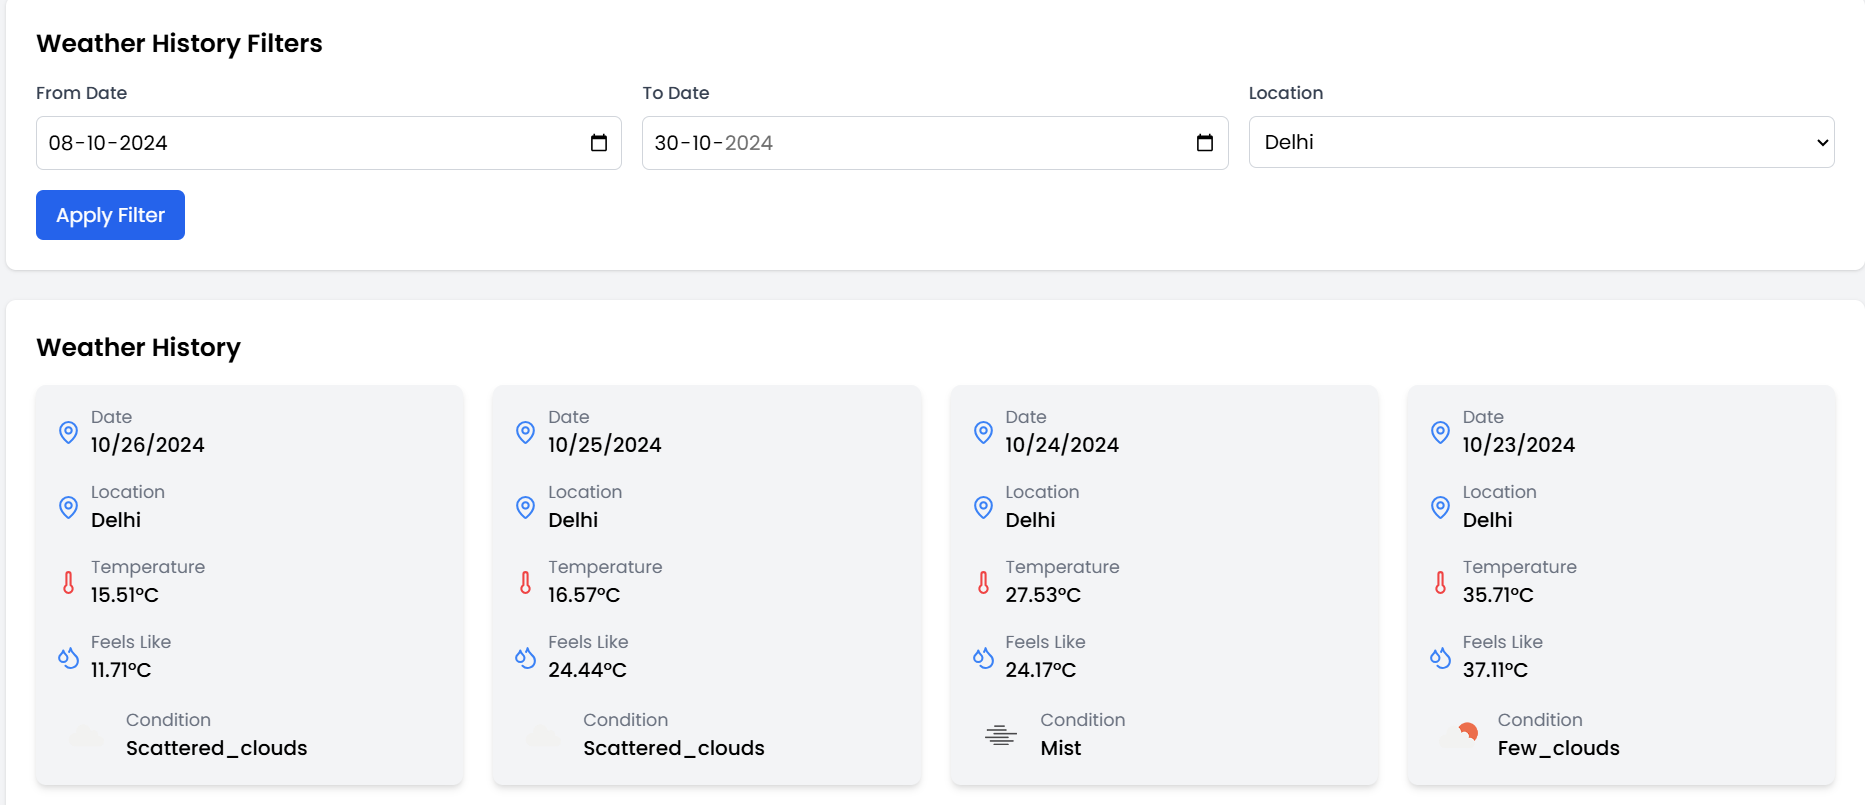 Weather History Filters
From Date
08-10-2024
To Date
30-10-2024
Location
Delhi
Apply Filter
Weather History
Date
10/26/2024
Location
Delhi
Temperature
15.51°C
Feels Like
11.71°C
Condition
Scattered_clouds
Date
10/25/2024
Location
Delhi
Temperature
16.57°C
Feels Like
24.44°C
Condition
Scattered_clouds
Date
10/24/2024
Location
Delhi
Temperature
27.53°C
Feels Like
24.17°C
Condition
Mist
Date
10/23/2024
Location
Delhi
Temperature
35.71°C
Feels Like
37.11°C
Condition
Few_clouds